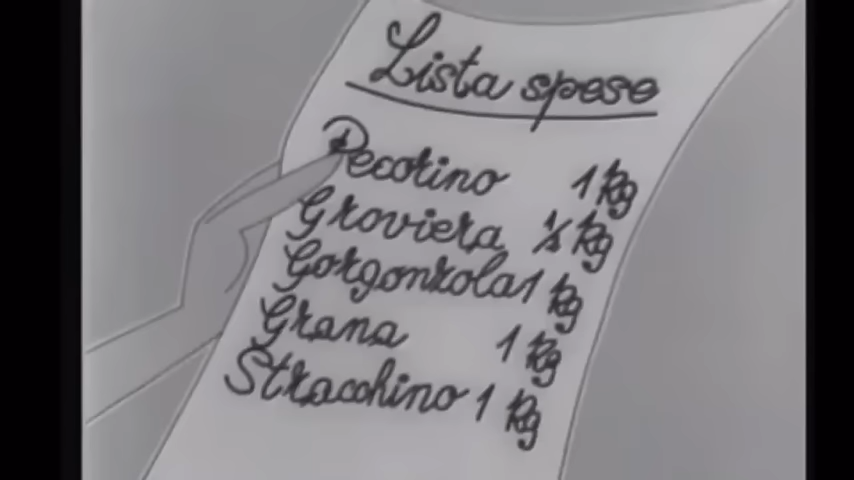 Lista spese
Pecorino 1 kg
Groviera ½ kg
Gorgonzola 1 kg
Grana 1 kg
Stracchino 1 kg